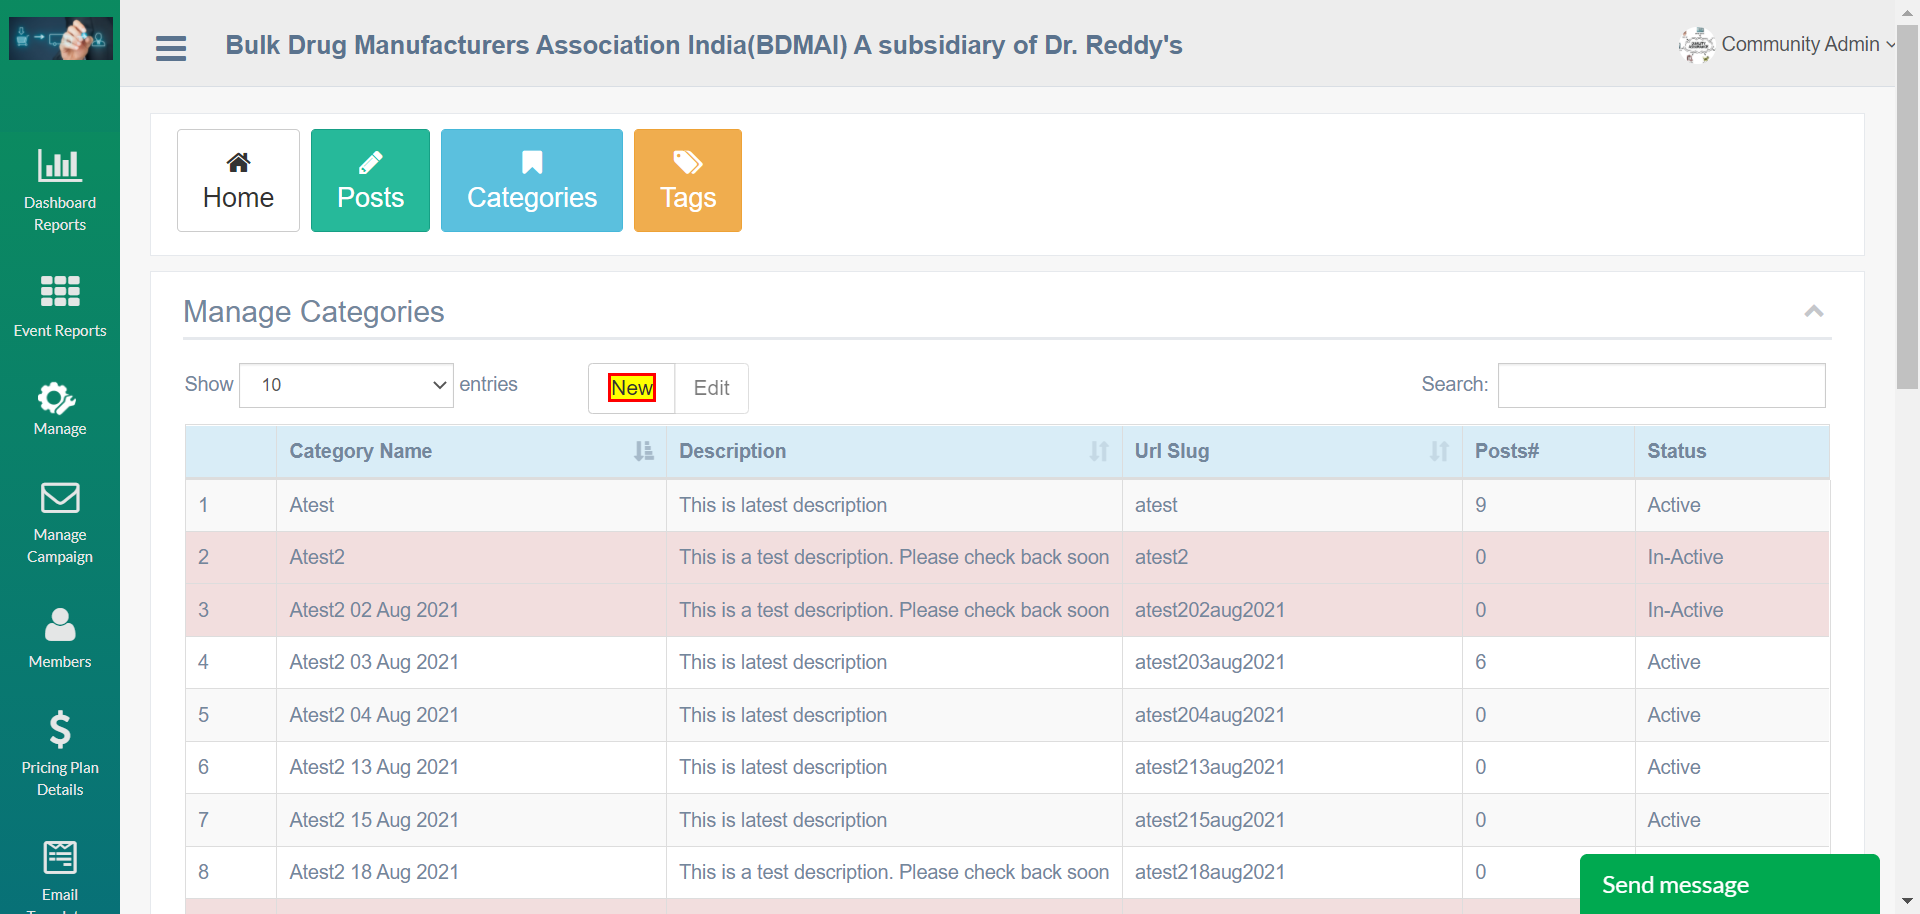 Bulk Drug Manufacturers Association India(BDMAI) A subsidiary of Dr. Reddy's
Community Admin
Dashboard
Reports
Event Reports
Manage
Manage
Campaign
Members
Pricing Plan
Details
Email
Home
Posts
Categories
Tags
Manage Categories
Show 10 entries
New
Edit
Search:
Category Name Description Url Slug Posts# Status
1 Atest This is latest description atest 9 Active
2 Atest2 This is a test description. Please check back soon atest2 0 In-Active
3 Atest2 02 Aug 2021 This is a test description. Please check back soon atest202aug2021 0 In-Active
4 Atest2 03 Aug 2021 This is latest description atest203aug2021 6 Active
5 Atest2 04 Aug 2021 This is latest description atest204aug2021 0 Active
6 Atest2 13 Aug 2021 This is latest description atest213aug2021 0 Active
7 Atest2 15 Aug 2021 This is latest description atest215aug2021 0 Active
8 Atest2 18 Aug 2021 This is a test description. Please check back soon atest218aug2021 0
Send message